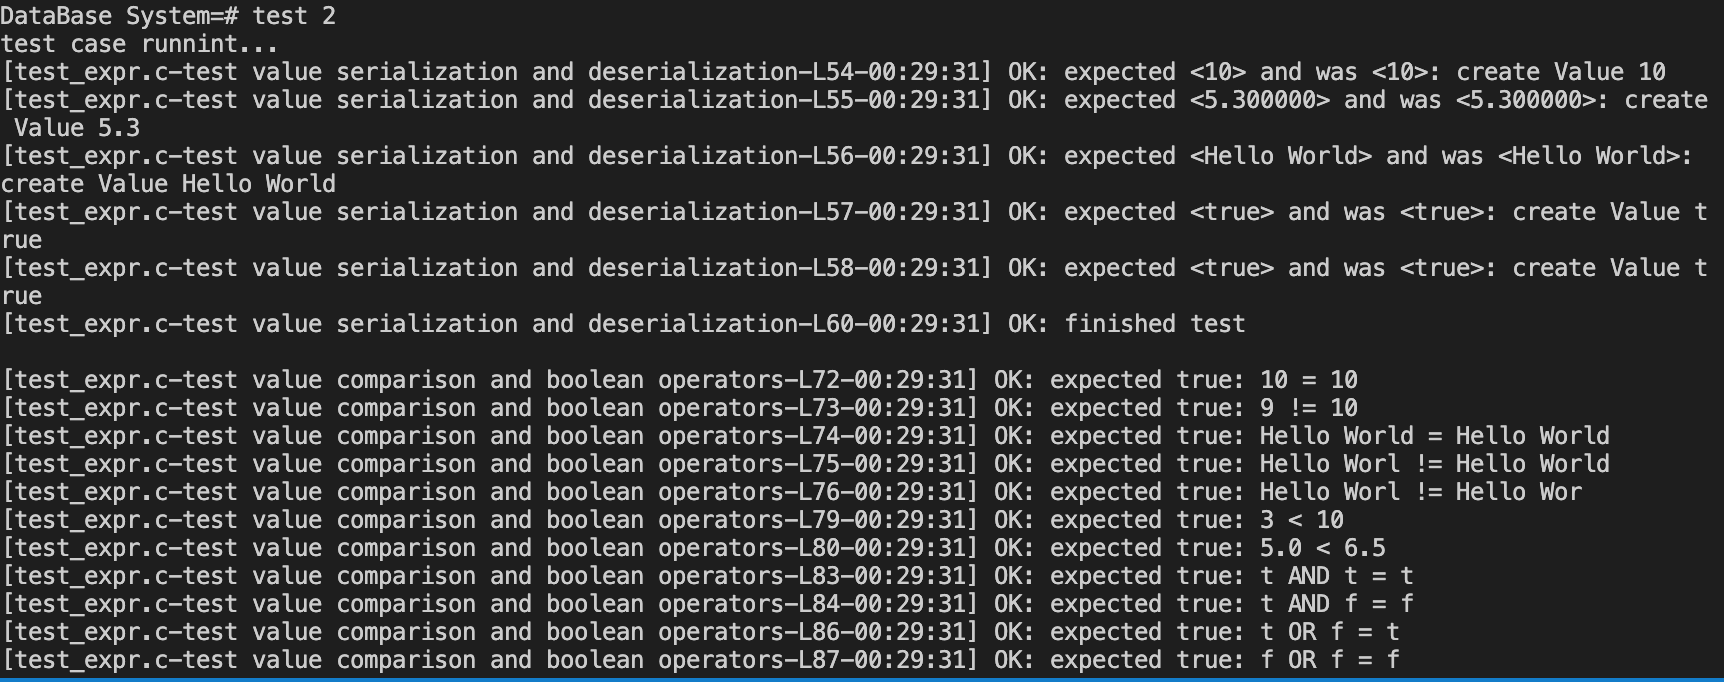 DataBase System=# test 2
test case runnint...
[test_expr.c-test value serialization and deserialization-L54-00:29:31] OK: expected <10> and was <10>: create Value 10
[test_expr.c-test value serialization and deserialization-L55-00:29:31] OK: expected <5.300000> and was <5.300000>: create
 Value 5.3
[test_expr.c-test value serialization and deserialization-L56-00:29:31] OK: expected <Hello World> and was <Hello World>:
create Value Hello World
[test_expr.c-test value serialization and deserialization-L57-00:29:31] OK: expected <true> and was <true>: create Value t
rue
[test_expr.c-test value serialization and deserialization-L58-00:29:31] OK: expected <true> and was <true>: create Value t
rue
[test_expr.c-test value serialization and deserialization-L60-00:29:31] OK: finished test

[test_expr.c-test value comparison and boolean operators-L72-00:29:31] OK: expected true: 10 = 10
[test_expr.c-test value comparison and boolean operators-L73-00:29:31] OK: expected true: 9 != 10
[test_expr.c-test value comparison and boolean operators-L74-00:29:31] OK: expected true: Hello World = Hello World
[test_expr.c-test value comparison and boolean operators-L75-00:29:31] OK: expected true: Hello Worl != Hello World
[test_expr.c-test value comparison and boolean operators-L76-00:29:31] OK: expected true: Hello Worl != Hello Wor
[test_expr.c-test value comparison and boolean operators-L79-00:29:31] OK: expected true: 3 < 10
[test_expr.c-test value comparison and boolean operators-L80-00:29:31] OK: expected true: 5.0 < 6.5
[test_expr.c-test value comparison and boolean operators-L83-00:29:31] OK: expected true: t AND t = t
[test_expr.c-test value comparison and boolean operators-L84-00:29:31] OK: expected true: t AND f = f
[test_expr.c-test value comparison and boolean operators-L86-00:29:31] OK: expected true: t OR f = t
[test_expr.c-test value comparison and boolean operators-L87-00:29:31] OK: expected true: f OR f = f